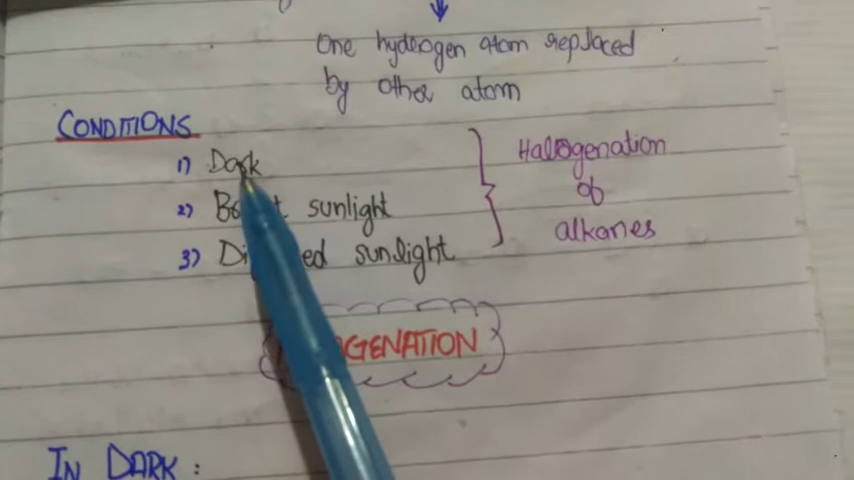 One hydrogen atom replaced
by other atom
CONDITIONS
1) Dark
2) sunlight
3) sunlight
Halogenation
of
alkanes
IN DARK: